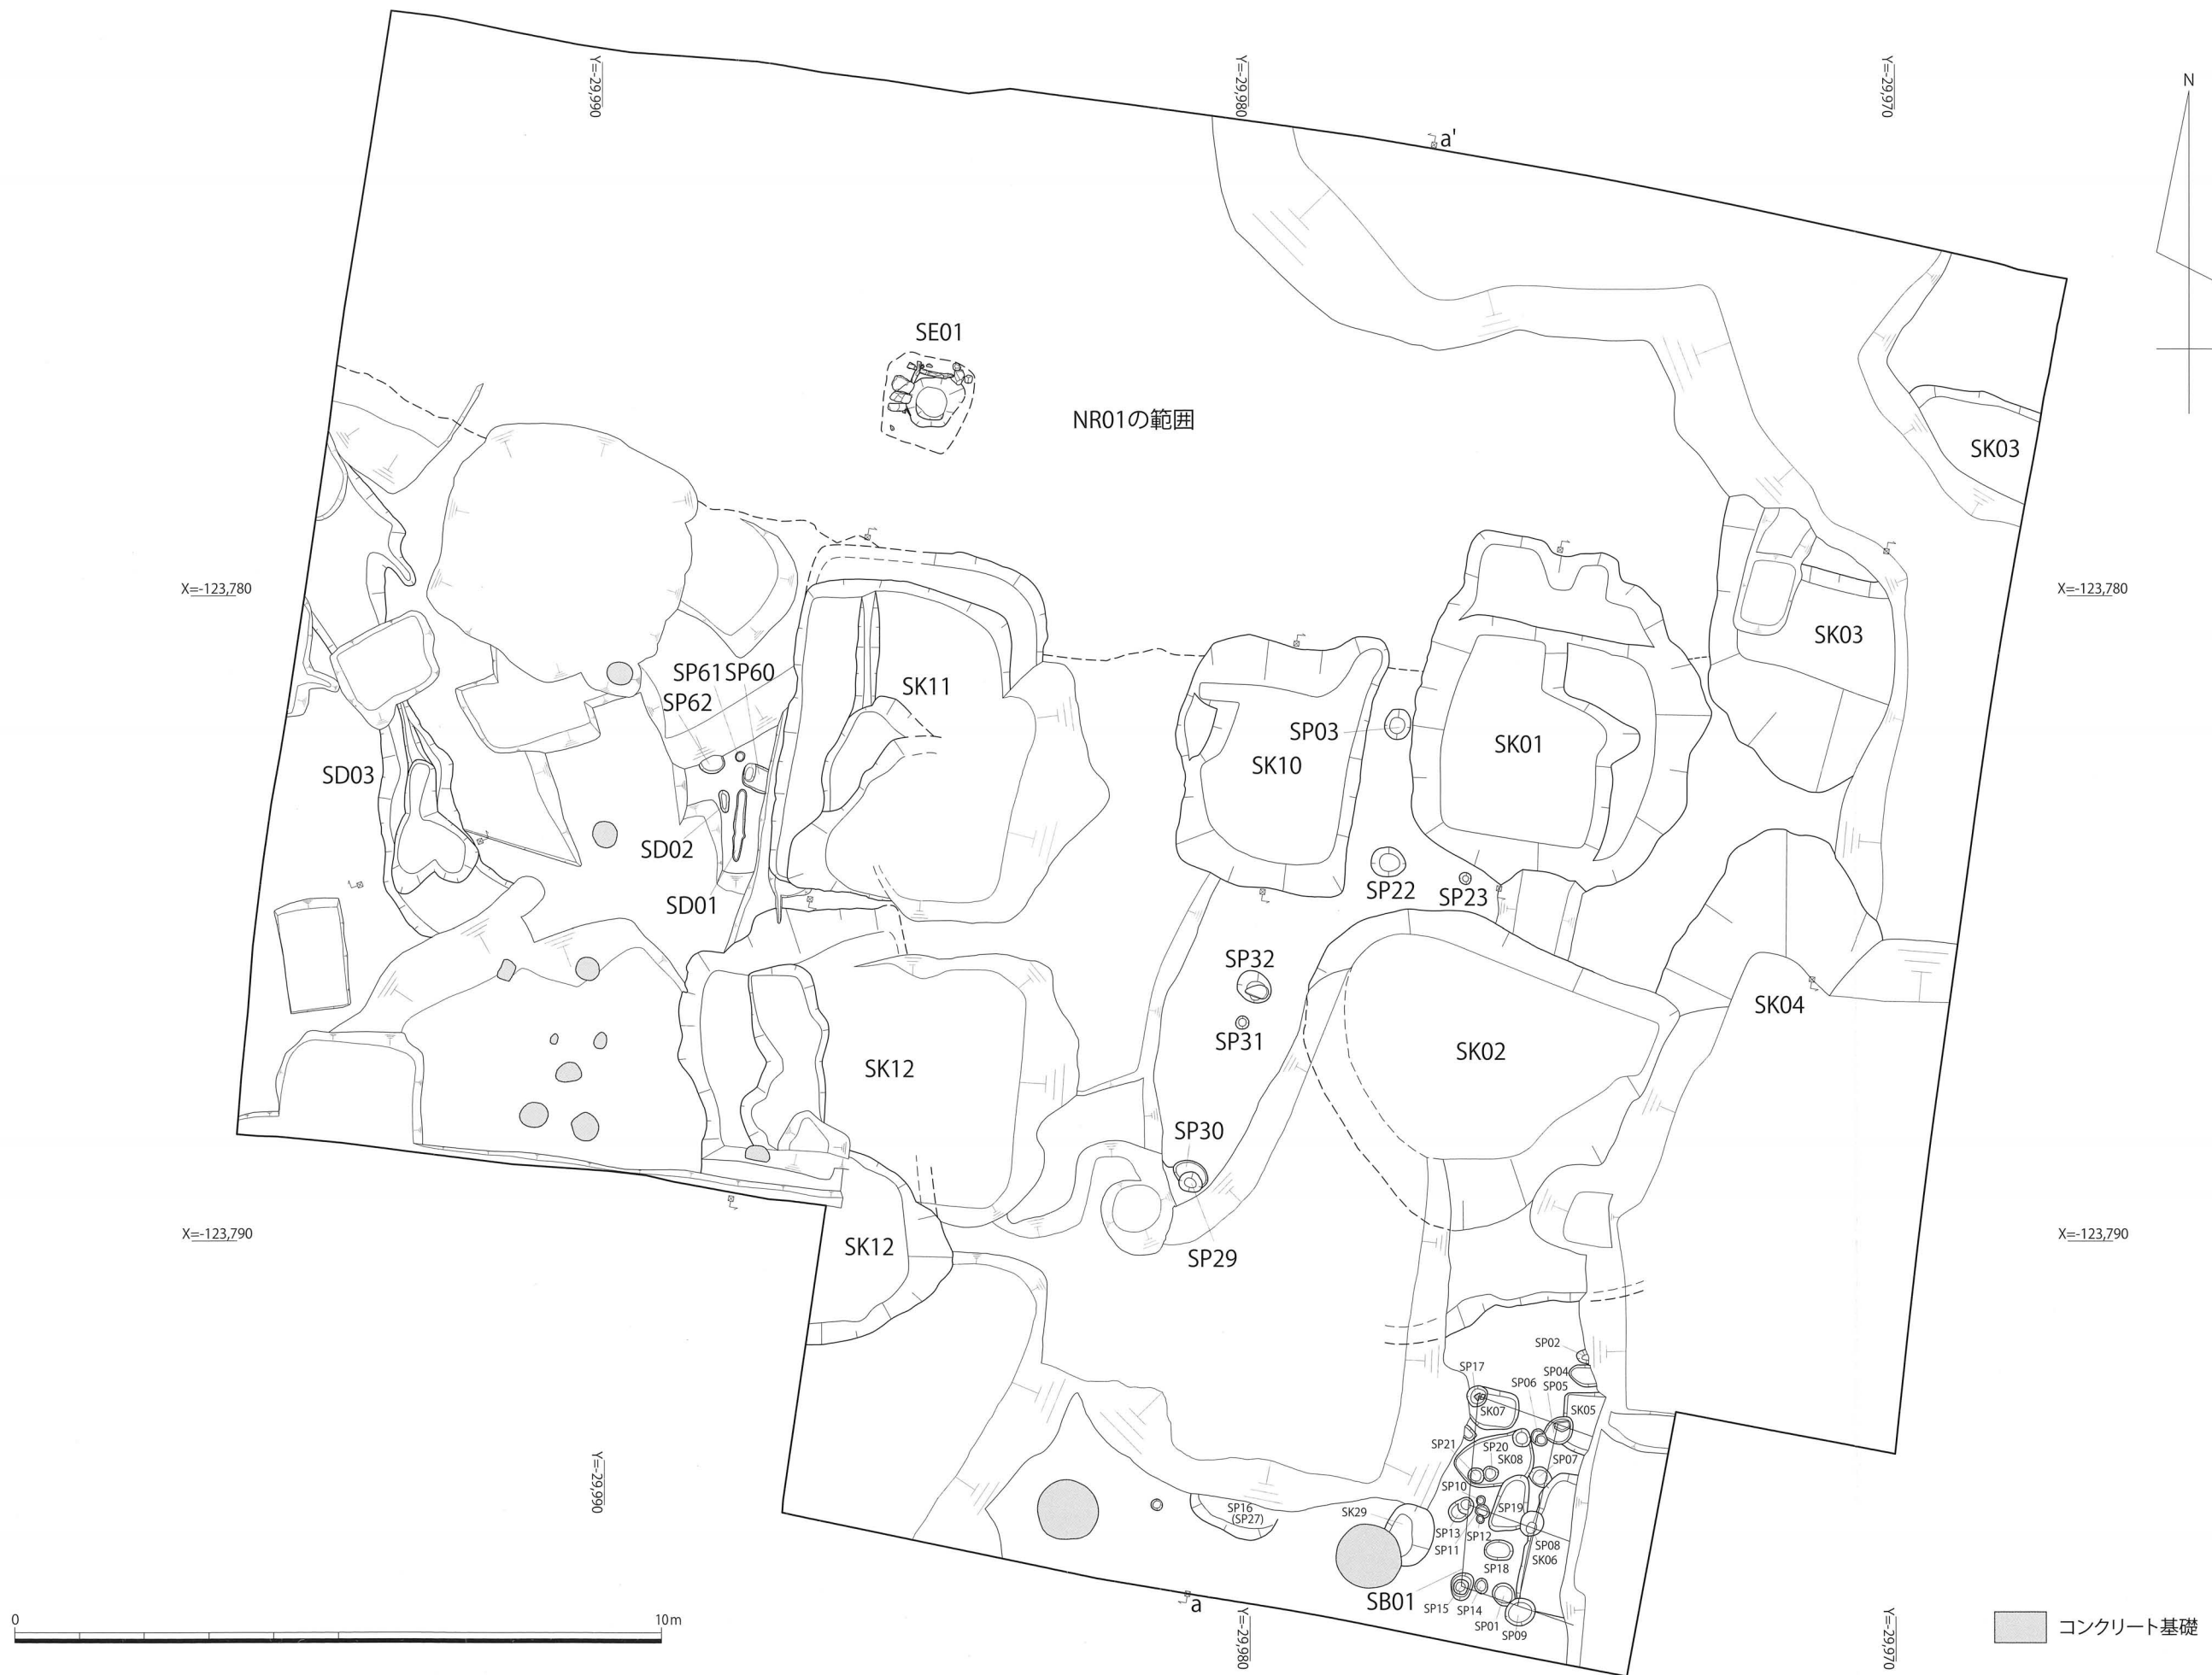 Y=-29,990
Y=-29,980
Y=-29,970
N
a'
SE01
NR01の範囲
SK03
X=-123,780
X=-123,780
SK03
SP61
SP60
SP62
SK11
SP03
SK01
SK10
SD03
SD02
SP22
SP23
SD01
SP32
SK04
SP31
SK02
SK12
SP30
X=-123,790
X=-123,790
SK12
SP29
SP02
SP17
SP04
SP06
SP05
SK07
SK05
SP21
SP20
SK08
SP07
SP10
SP16
(SP27)
SK29
SP19
SP13
SP12
SP11
SP08
SK06
SP18
SB01
SP15
SP14
SP01
SP09
a
Y=-29,990
Y=-29,980
Y=-29,970
0
10m
コンクリート基礎